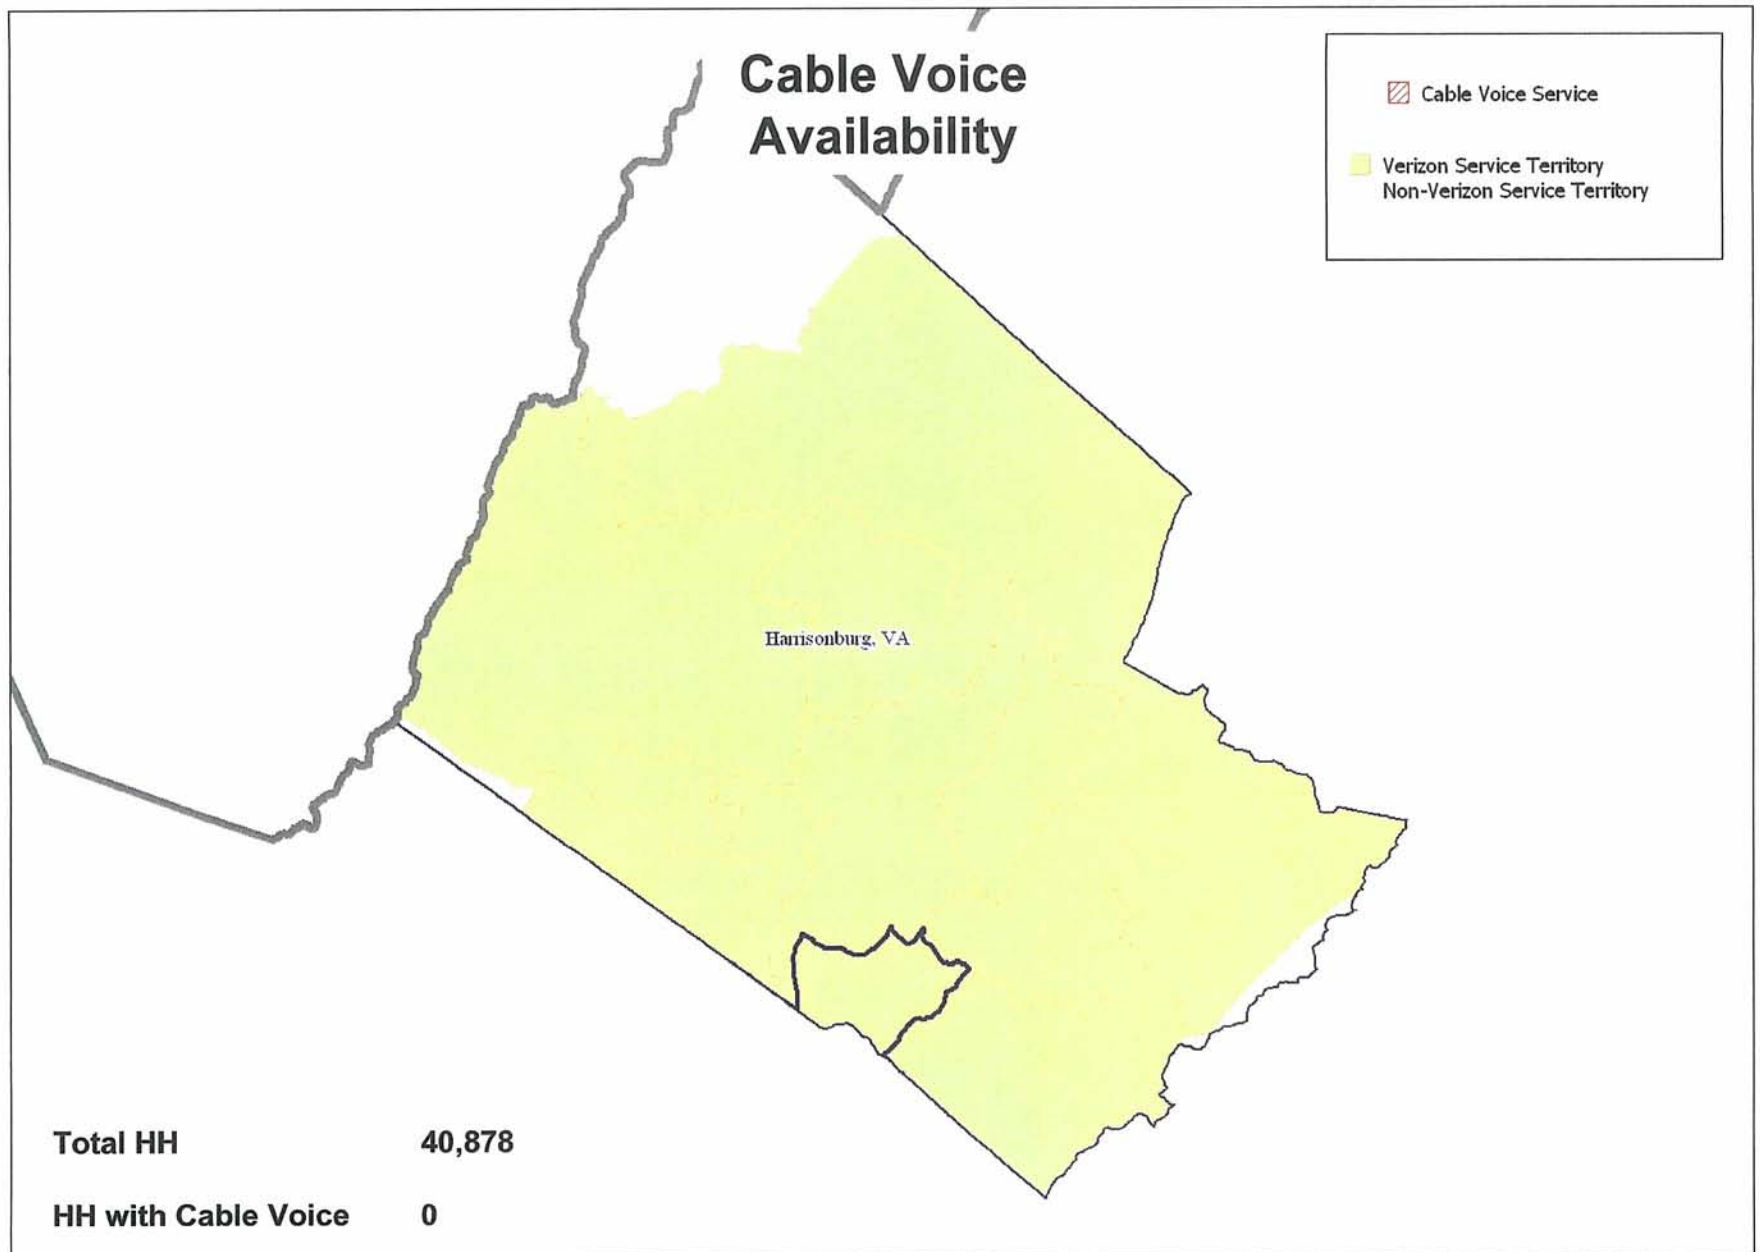 Cable Voice
Availability
Cable Voice Service
Verizon Service Territory
Non-Verizon Service Territory
Harrisonburg, VA
Total HH 40,878
HH with Cable Voice 0